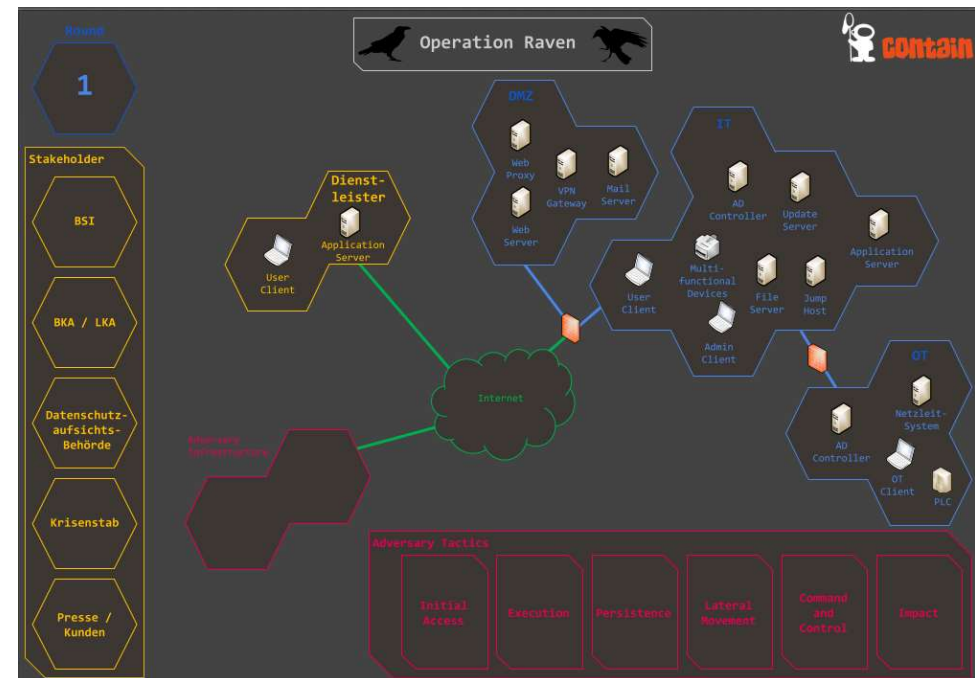 Round
1
Operation Raven
contain
Stakeholder
BSI
BKA / LKA
Datenschutz-
aufsichts-
Behörde
Krisenstab
Presse /
Kunden
Dienst-
leister
Application
Server
User
Client
DMZ
Web
Proxy
VPN
Gateway
Mail
Server
Web
Server
IT
AD
Controller
Update
Server
Application
Server
User
Client
Multi-
functional
Devices
File
Server
Jump
Host
Admin
Client
OT
Netzleit-
System
AD
Controller
OT
Client
PLC
Internet
Adversary
Adversary Tactics
Initial
Access
Execution
Persistence
Lateral
Movement
Command
and
Control
Impact